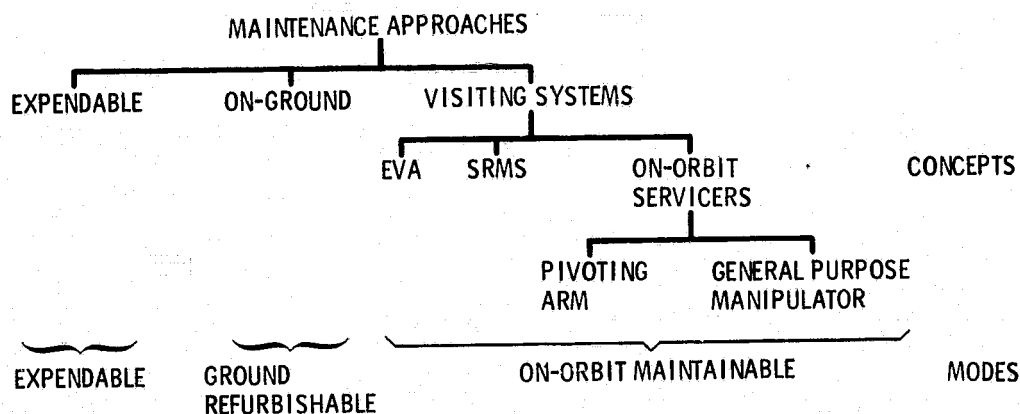 MAINTENANCE APPROACHES
EXPENDABLE ON-GROUND VISITING SYSTEMS
EVA SRMS ON-ORBIT CONCEPTS
SERVICERS
PIVOTING GENERAL PURPOSE
ARM MANIPULATOR
EXPENDABLE GROUND ON-ORBIT MAINTAINABLE MODES
REFURBISHABLE